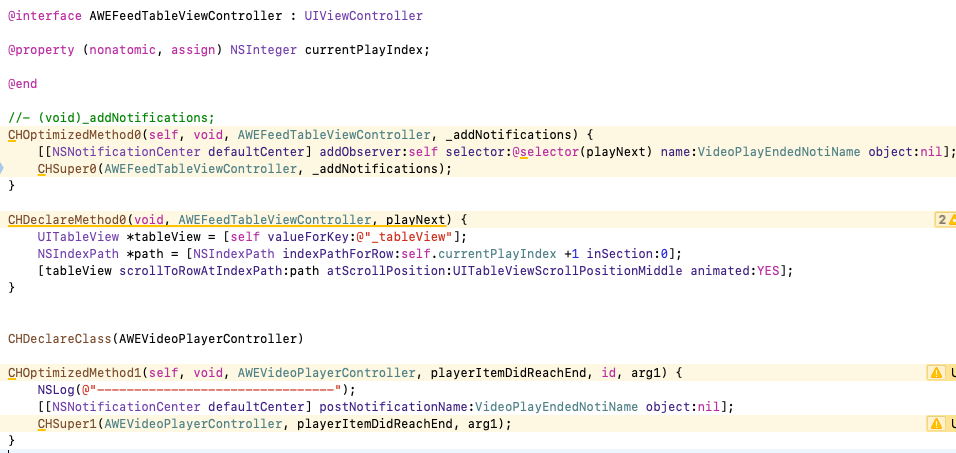 @interface AWEFeedTableViewController : UIViewController
@property (nonatomic, assign) NSInteger currentPlayIndex;
@end
//- (void)_addNotifications;
CHOptimizedMethod0(self, void, AWEFeedTableViewController, _addNotifications) {
[[NSNotificationCenter defaultCenter] addObserver:self selector:@selector(playNext) name:VideoPlayEndedNotiName object:nil];
CHSuper0(AWEFeedTableViewController, _addNotifications);
}
CHDeclareMethod0(void, AWEFeedTableViewController, playNext) { 2
UITableView *tableView = [self valueForKey:@"_tableView"];
NSIndexPath *path = [NSIndexPath indexPathForRow:self.currentPlayIndex +1 inSection:0];
[tableView scrollToRowAtIndexPath:path atScrollPosition:UITableViewScrollPositionMiddle animated:YES];
}
CHDeclareClass(AWEVideoPlayerController)
CHOptimizedMethod1(self, void, AWEVideoPlayerController, playerItemDidReachEnd, id, arg1) {
NSLog(@"--------------------------------");
[[NSNotificationCenter defaultCenter] postNotificationName:VideoPlayEndedNotiName object:nil];
CHSuper1(AWEVideoPlayerController, playerItemDidReachEnd, arg1);
}